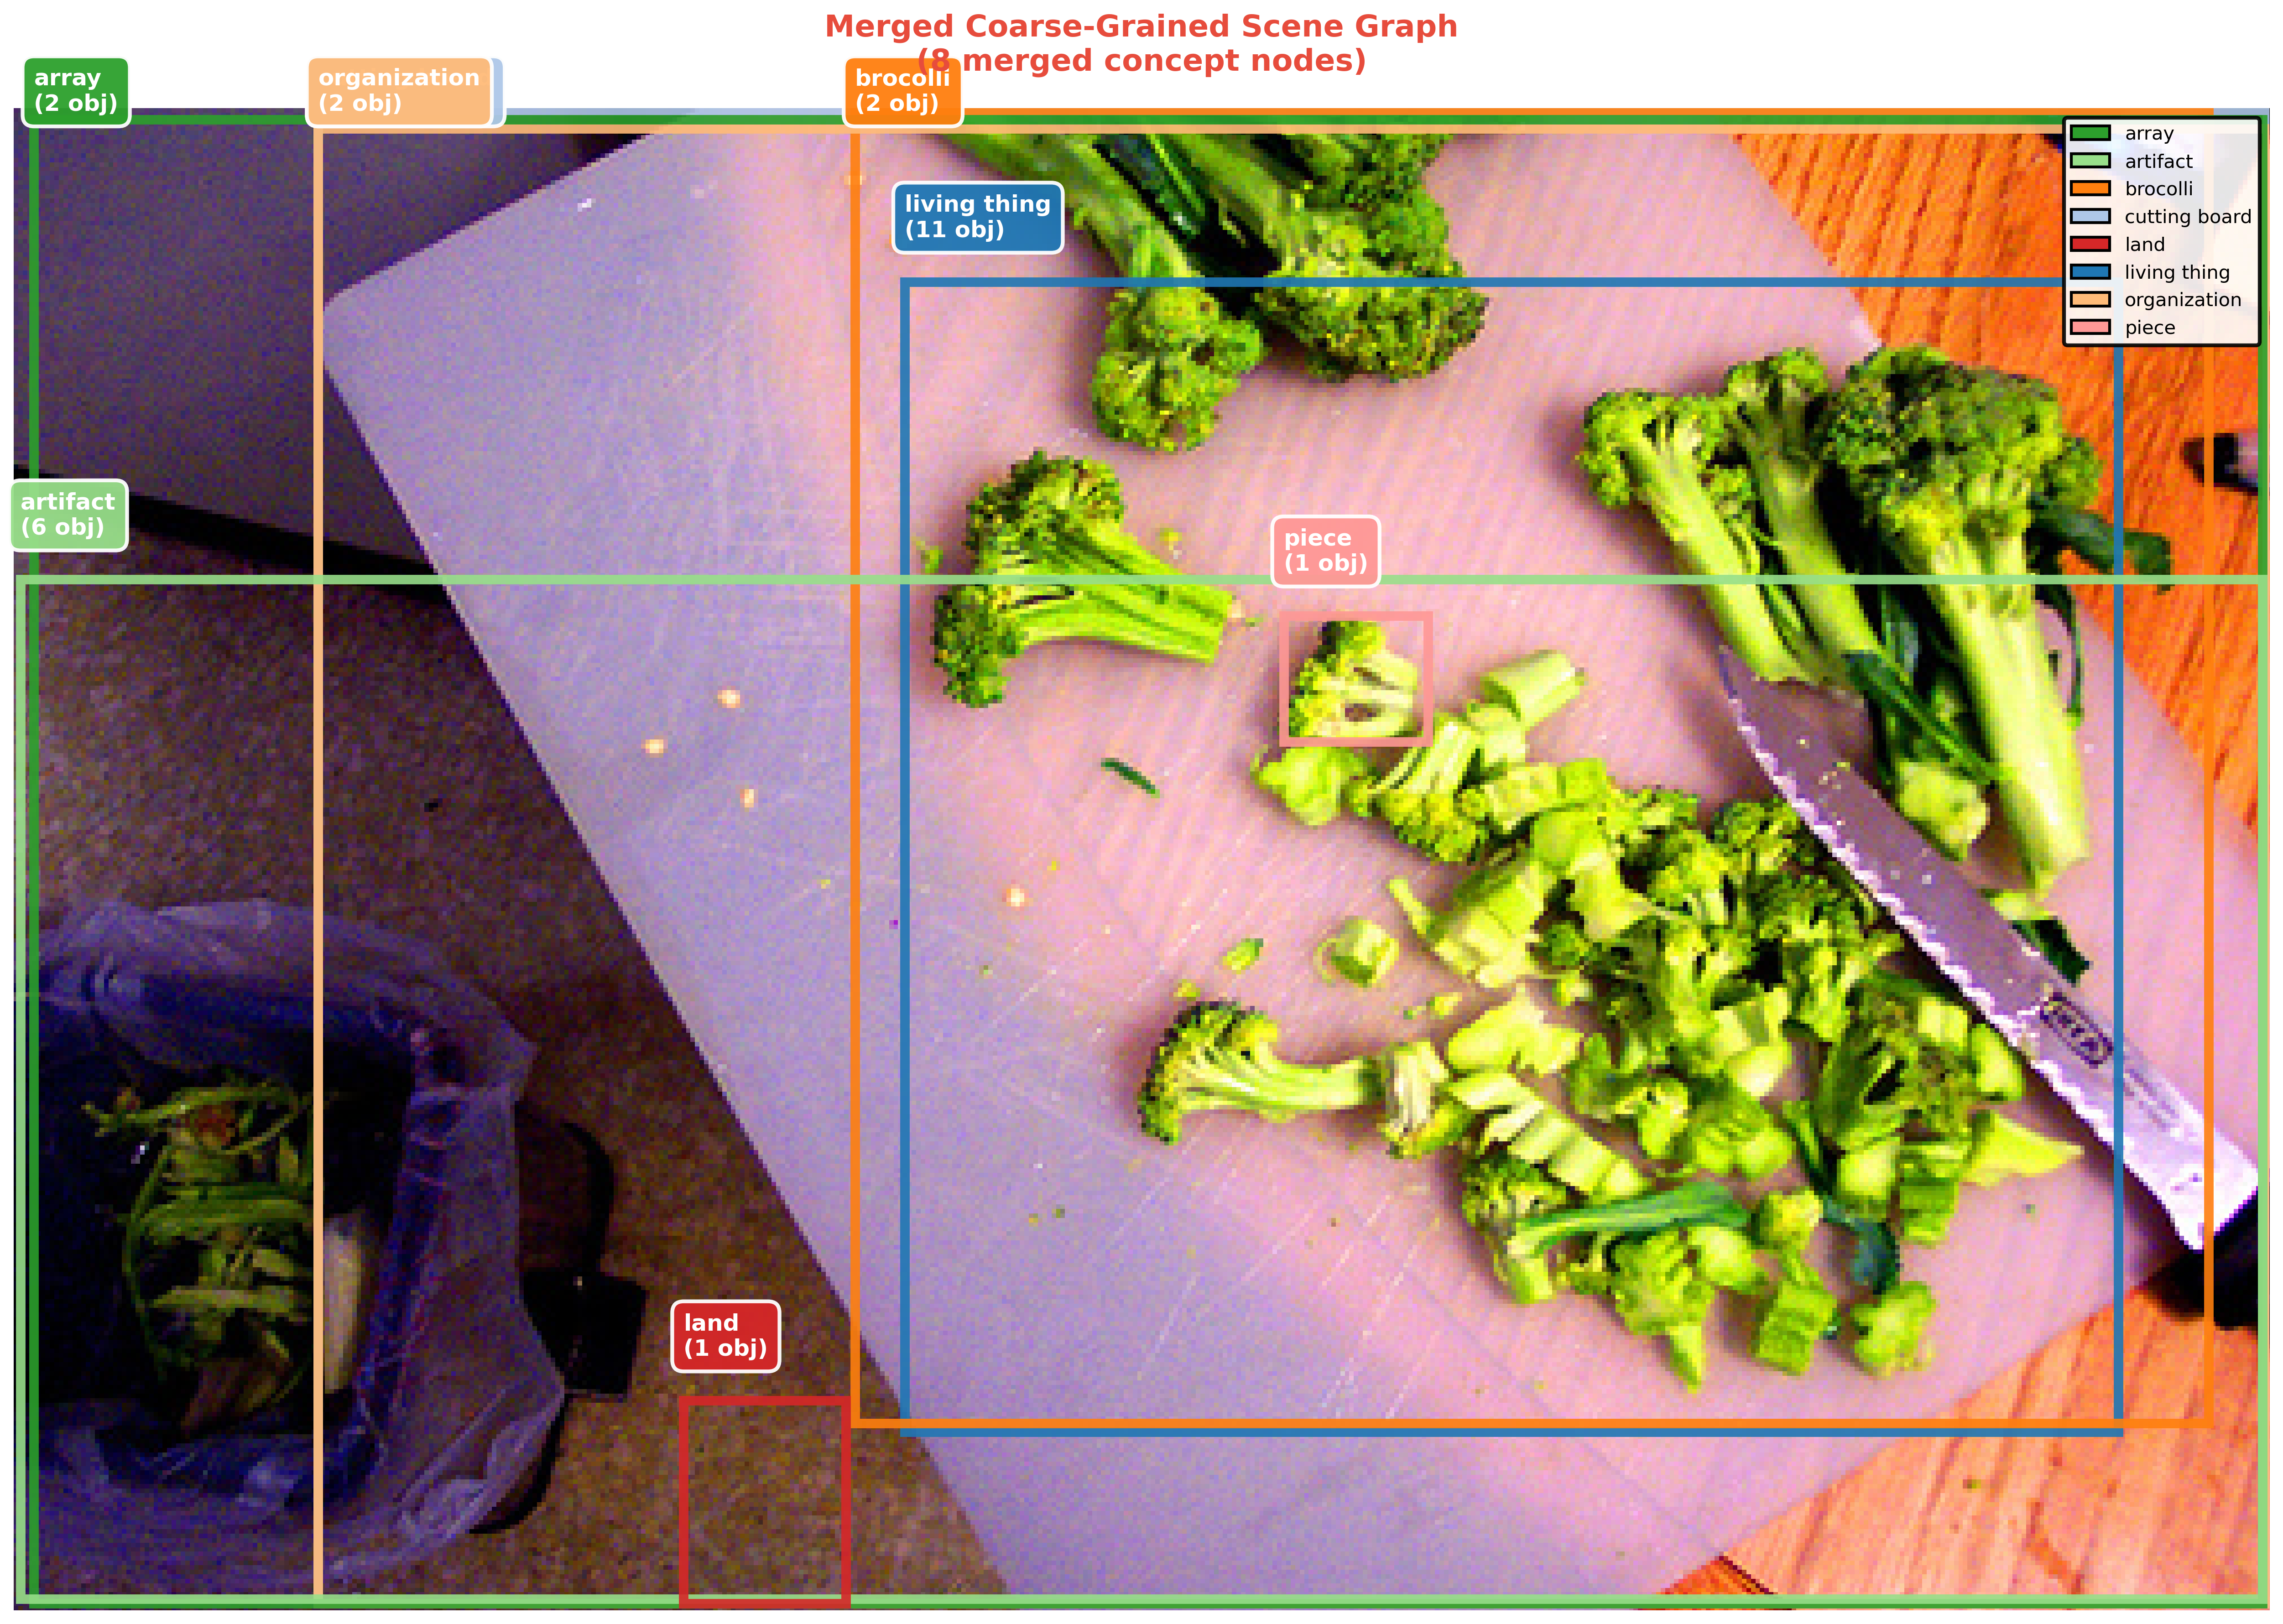 Merged Coarse-Grained Scene Graph
(8 merged concept nodes)
array
(2 obj)
organization
(2 obj)
brocolli
(2 obj)
array
artifact
brocolli
cutting board
land
living thing
organization
piece
living thing
(11 obj)
artifact
(6 obj)
piece
(1 obj)
IKEA
land
(1 obj)